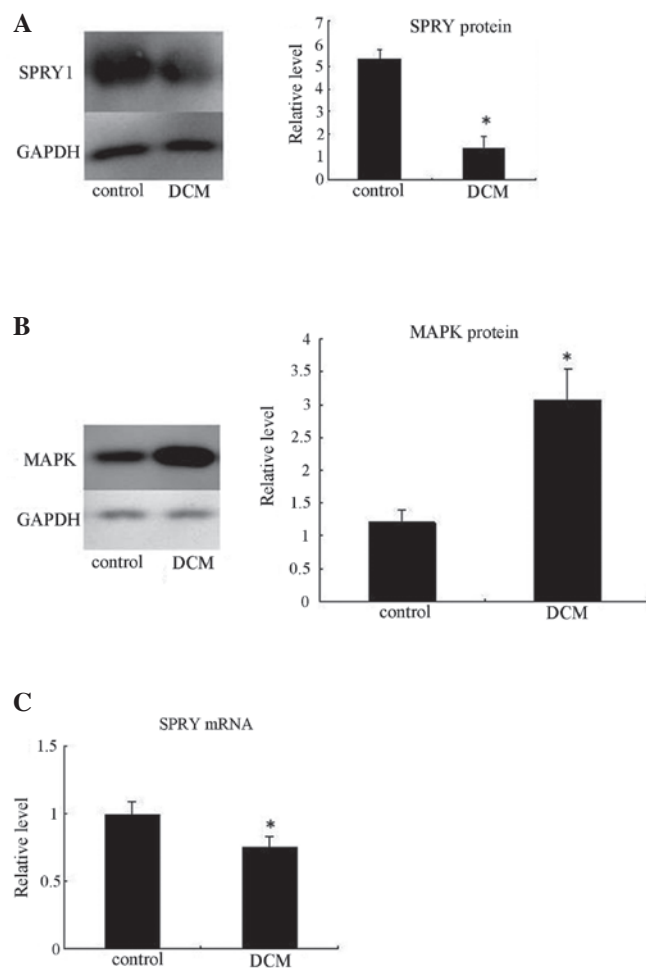 A
SPRY1
GAPDH
control DCM
SPRY protein
Relative level
7
6
5
4
3
2
1
0
*
control DCM
B
MAPK
GAPDH
control DCM
MAPK protein
Relative level
4
3.5
3
2.5
2
1.5
1
0.5
0
*
control DCM
C
SPRY mRNA
Relative level
1.5
1
0.5
0
*
control DCM